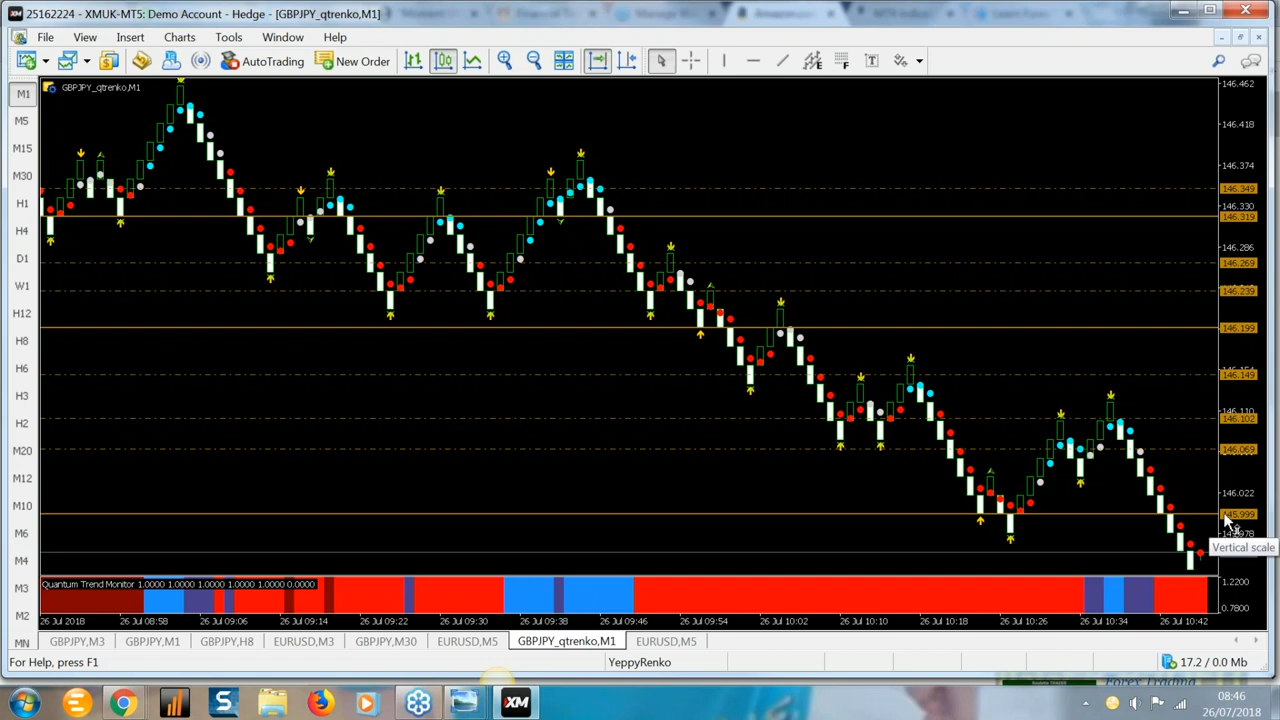 25162224 - XMUK-MT5: Demo Account - Hedge - [GBPJPY_qtrenko,M1]
File View Insert Charts Tools Window Help
AutoTrading New Order
M1
M5
M15
M30
H1
H4
D1
W1
H12
H8
H6
H3
H2
M20
M12
M10
M6
M4
M3
M2
MN
GBPJPY_qtrenko,M1
146.462
146.418
146.374
146.349
146.330
146.319
146.286
146.269
146.239
146.199
146.149
146.110
146.102
146.069
146.022
Vertical scale
Quantum Trend Monitor 1.0000 1.0000 1.0000 1.0000 0.0000
1.2200
0.7800
26 Jul 2018 26 Jul 08:58 26 Jul 09:06 26 Jul 09:14 26 Jul 09:22 26 Jul 09:30 26 Jul 09:38 26 Jul 09:46 26 Jul 09:54 26 Jul 10:02 26 Jul 10:10 26 Jul 10:18 26 Jul 10:26 26 Jul 10:34 26 Jul 10:42
GBPJPY,M3 GBPJPY,M1 GBPJPY,H8 EURUSD,M3 GBPJPY,M30 EURUSD,M5 GBPJPY_qtrenko,M1 EURUSD,M5
For Help, press F1 YeppyRenko 17.2 / 0.0 Mb
Forex Trading
XM
08:46
26/07/2018